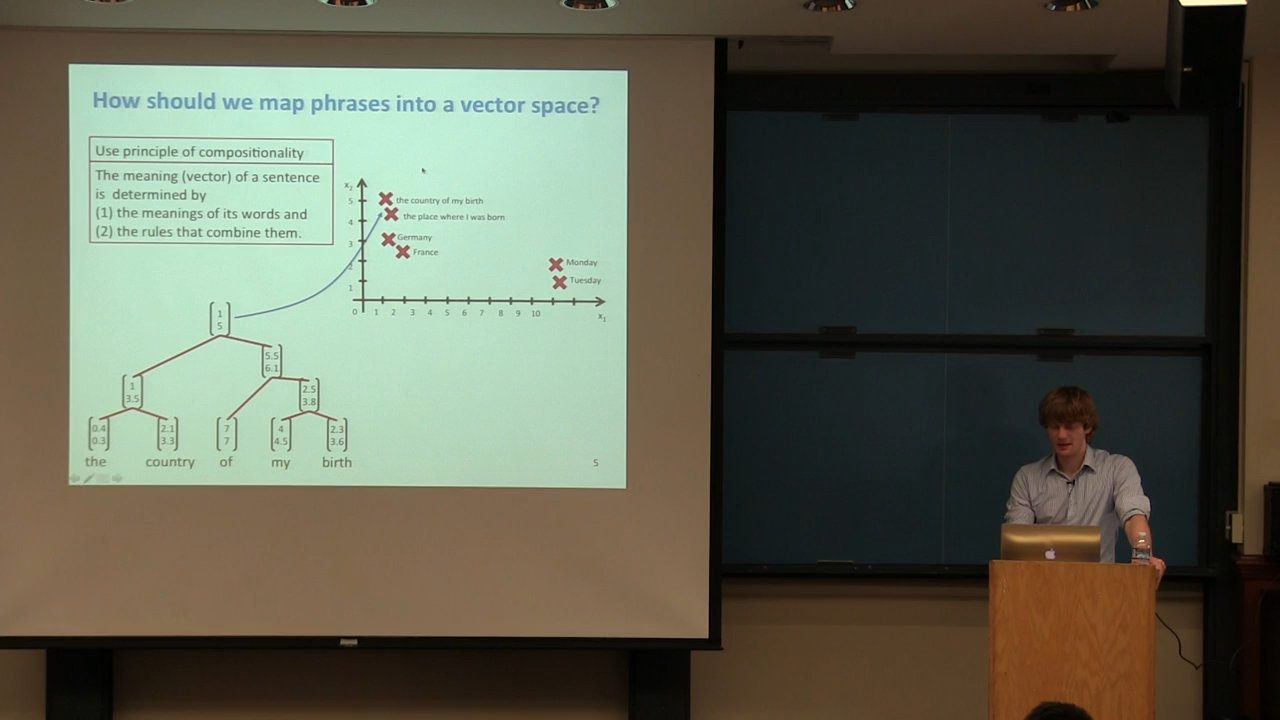 How should we map phrases into a vector space?
Use principle of compositionality
The meaning (vector) of a sentence
is determined by
(1) the meanings of its words and
(2) the rules that combine them.
x2
5
4
3
2
1
0 1 2 3 4 5 6 7 8 9 10
x1
the country of my birth
the place where I was born
Germany
France
Monday
Tuesday
1
5
5.5
6.1
1
3.5
2.5
3.8
0.4
0.3
2.1
3.3
7
7
4
4.5
2.3
3.6
the country of my birth
5